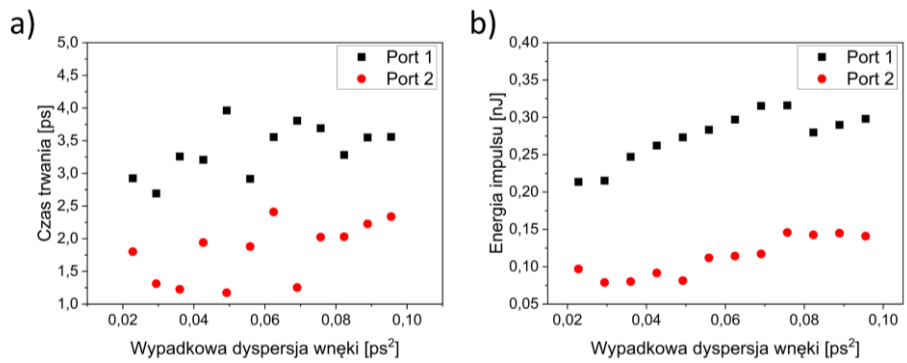 a)
5,0
4,5
4,0
3,5
3,0
2,5
2,0
1,5
1,0
Czas trwania [ps]
0,02 0,04 0,06 0,08 0,10
Wypadkowa dyspersja wnęki [ps²]
Port 1
Port 2
b)
0,40
0,35
0,30
0,25
0,20
0,15
0,10
0,05
Energia impulsu [nJ]
0,02 0,04 0,06 0,08 0,10
Wypadkowa dyspersja wnęki [ps²]
Port 1
Port 2